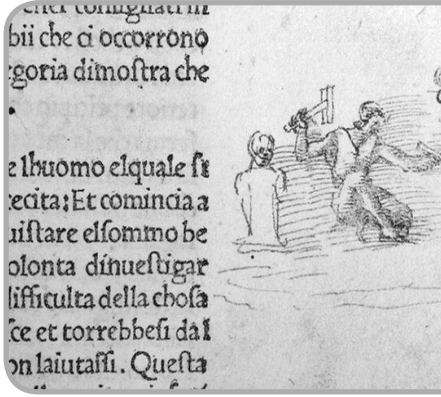 bii che ci occorrono
goria dimoſtra che
e lhuomo elquale ſi
ecita: Et comincia a
uiſtare elſommo be
olonta dinueſtigar
difficulta della choſa
ce et torrebbeſi dal
on laiutaſſi. Queſta